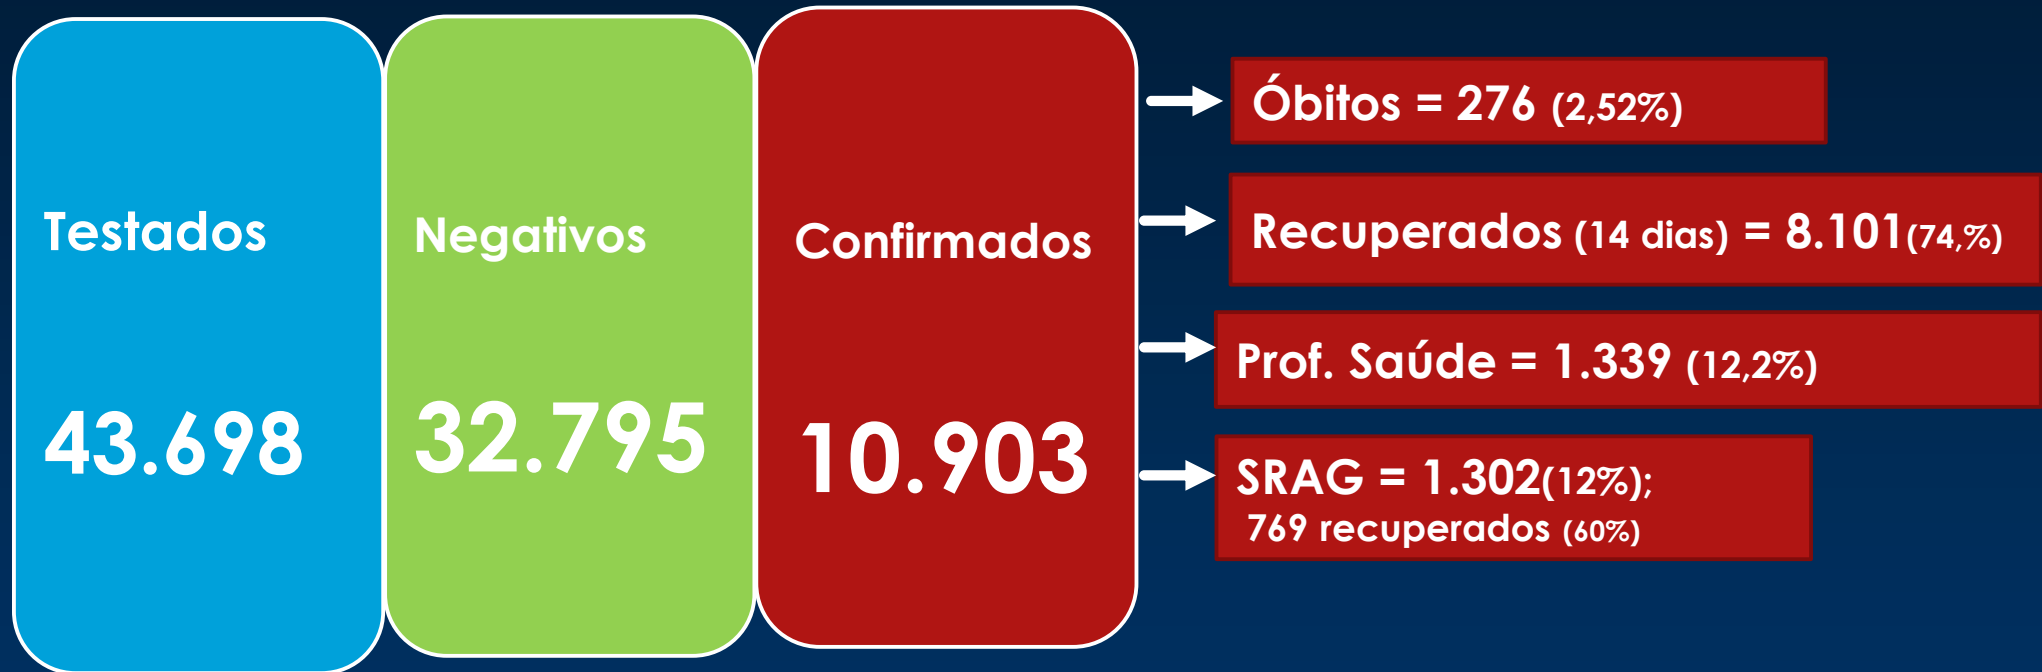 Testados
43.698
Negativos
32.795
Confirmados
10.903
Óbitos = 276 (2,52%)
Recuperados (14 dias) = 8.101(74,%)
Prof. Saúde = 1.339 (12,2%)
SRAG = 1.302(12%);
769 recuperados (60%)